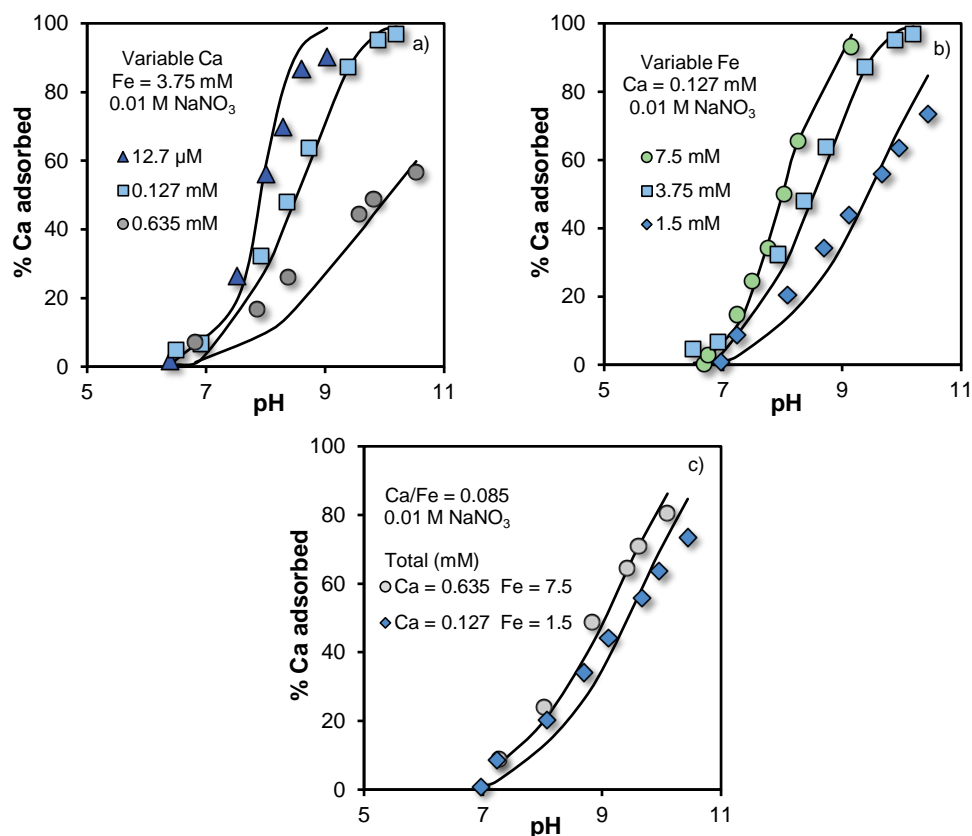 a)
Variable Ca
Fe = 3.75 mM
0.01 M NaNO₃
12.7 µM
0.127 mM
0.635 mM
% Ca adsorbed
100
80
60
40
20
0
5 7 9 11
pH
b)
Variable Fe
Ca = 0.127 mM
0.01 M NaNO₃
7.5 mM
3.75 mM
1.5 mM
% Ca adsorbed
100
80
60
40
20
0
5 7 9 11
pH
c)
Ca/Fe = 0.085
0.01 M NaNO₃
Total (mM)
Ca = 0.635 Fe = 7.5
Ca = 0.127 Fe = 1.5
% Ca adsorbed
100
80
60
40
20
0
5 7 9 11
pH